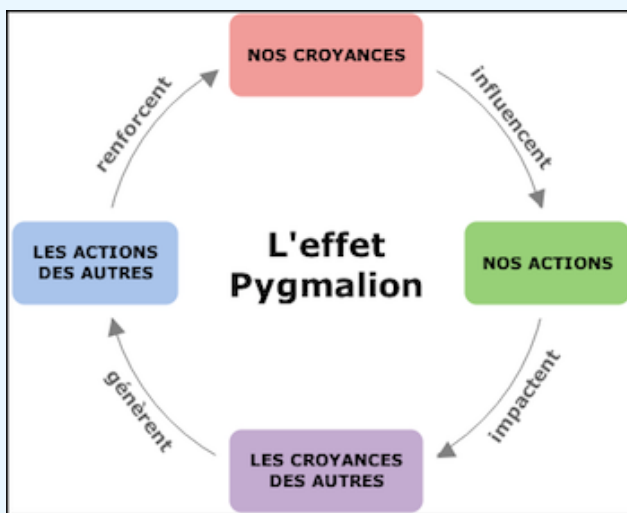 NOS CROYANCES
influencent
NOS ACTIONS
impactent
LES CROYANCES
DES AUTRES
génèrent
LES ACTIONS
DES AUTRES
renforcent
L'effet
Pygmalion